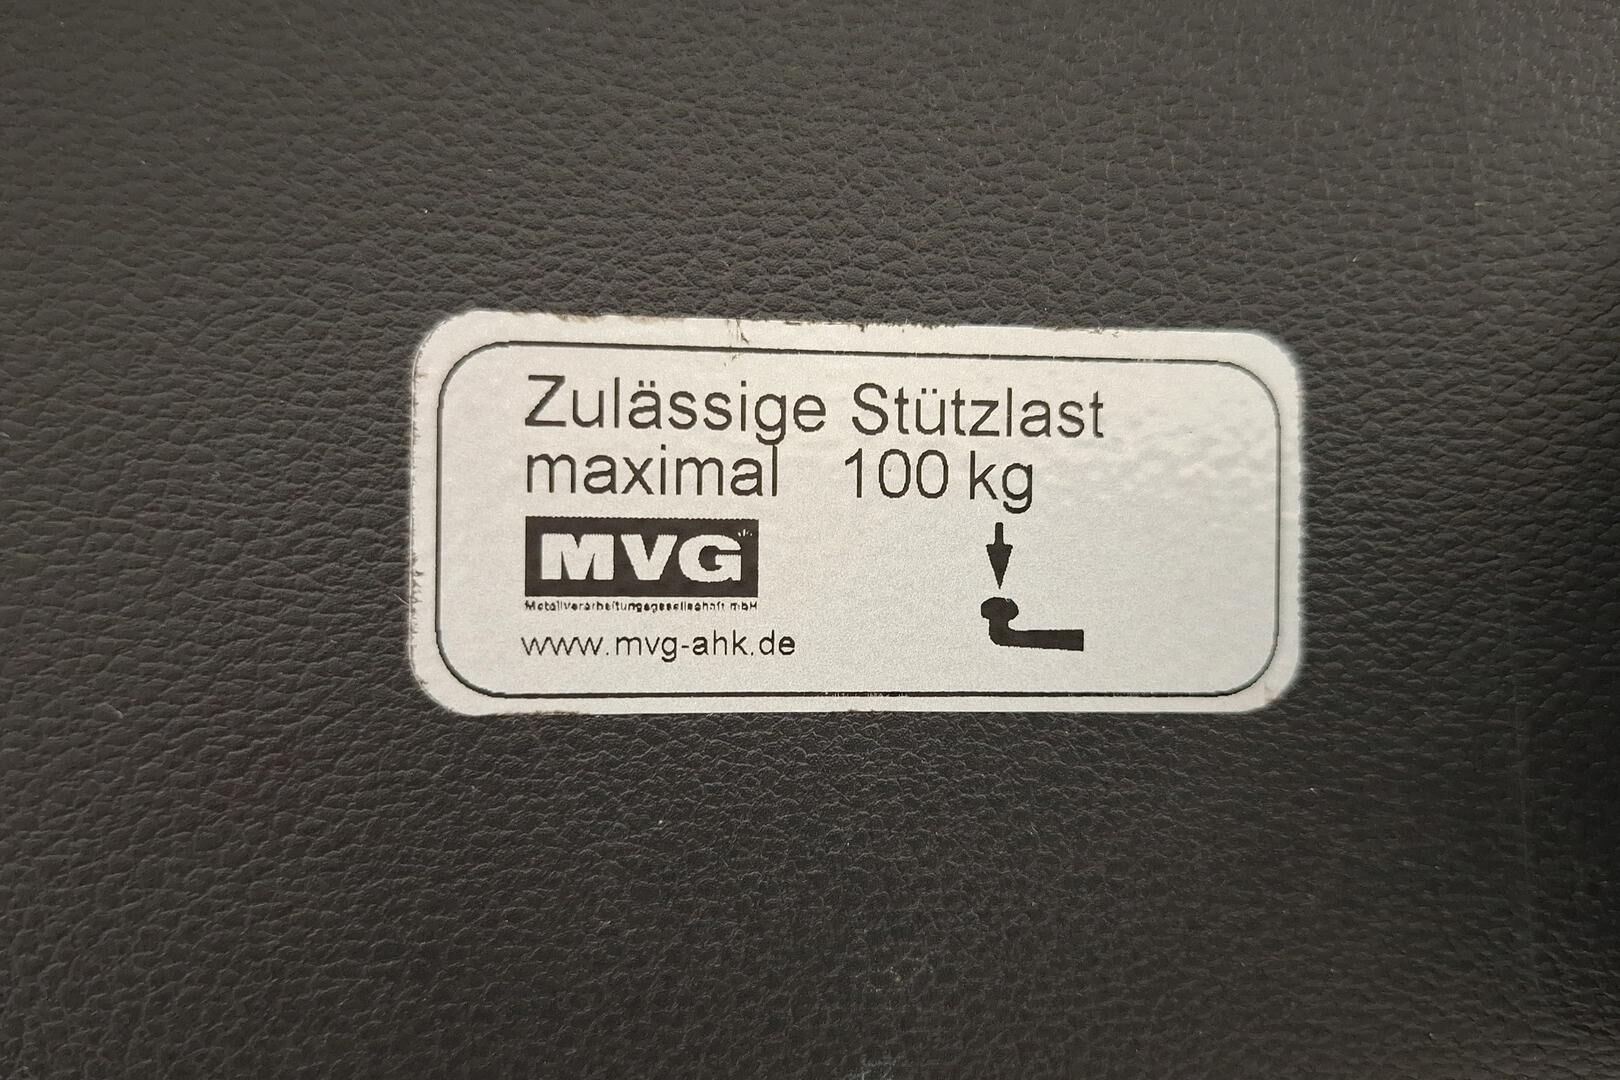 Zulässige Stützlast
maximal 100 kg
MVG
Metallverarbeitungsgesellschaft mbH
www.mvg-ahk.de